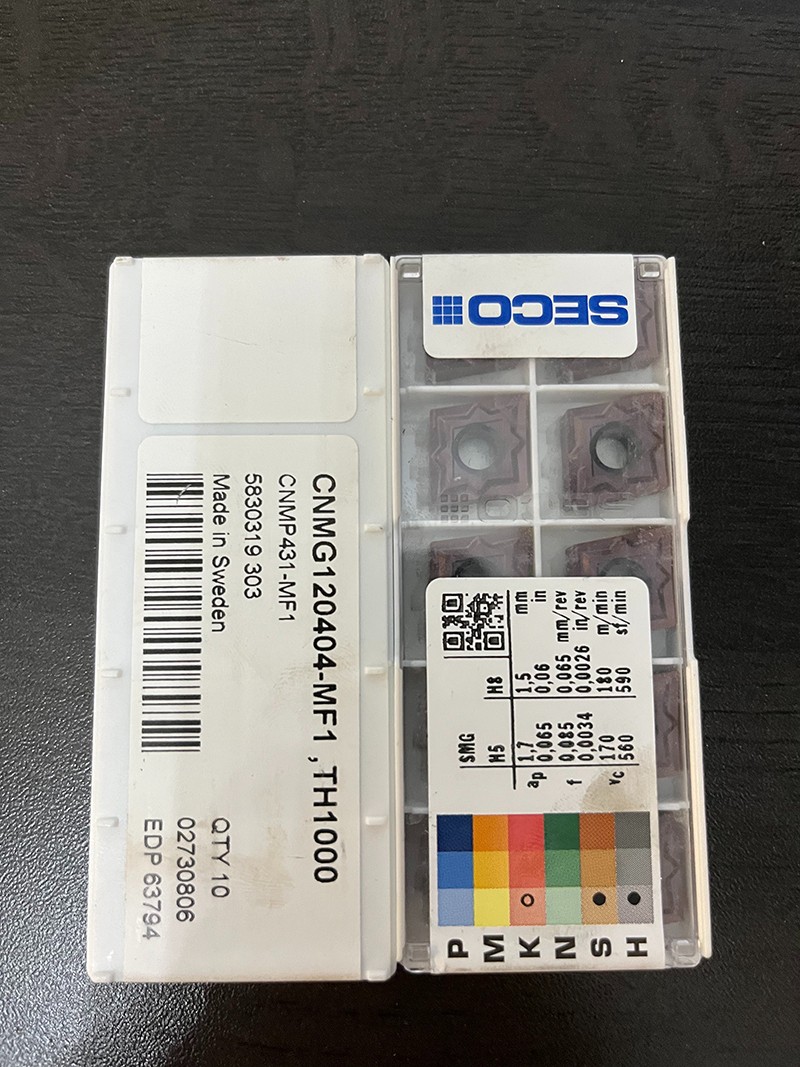 CNMG120404-MF1 ,TH1000
CNMP431-MF1
5830319 303
Made in Sweden
QTY 10
02730806
EDP 63794
SECO
SECO
SMG H5 H8
ap 1,7 1,5 mm
0,065 0,06 in
f 0,085 0,065 mm/rev
0,0034 0,0026 in/rev
vc 170 180 m/min
560 590 sf/min
P
M
K
N
S
H